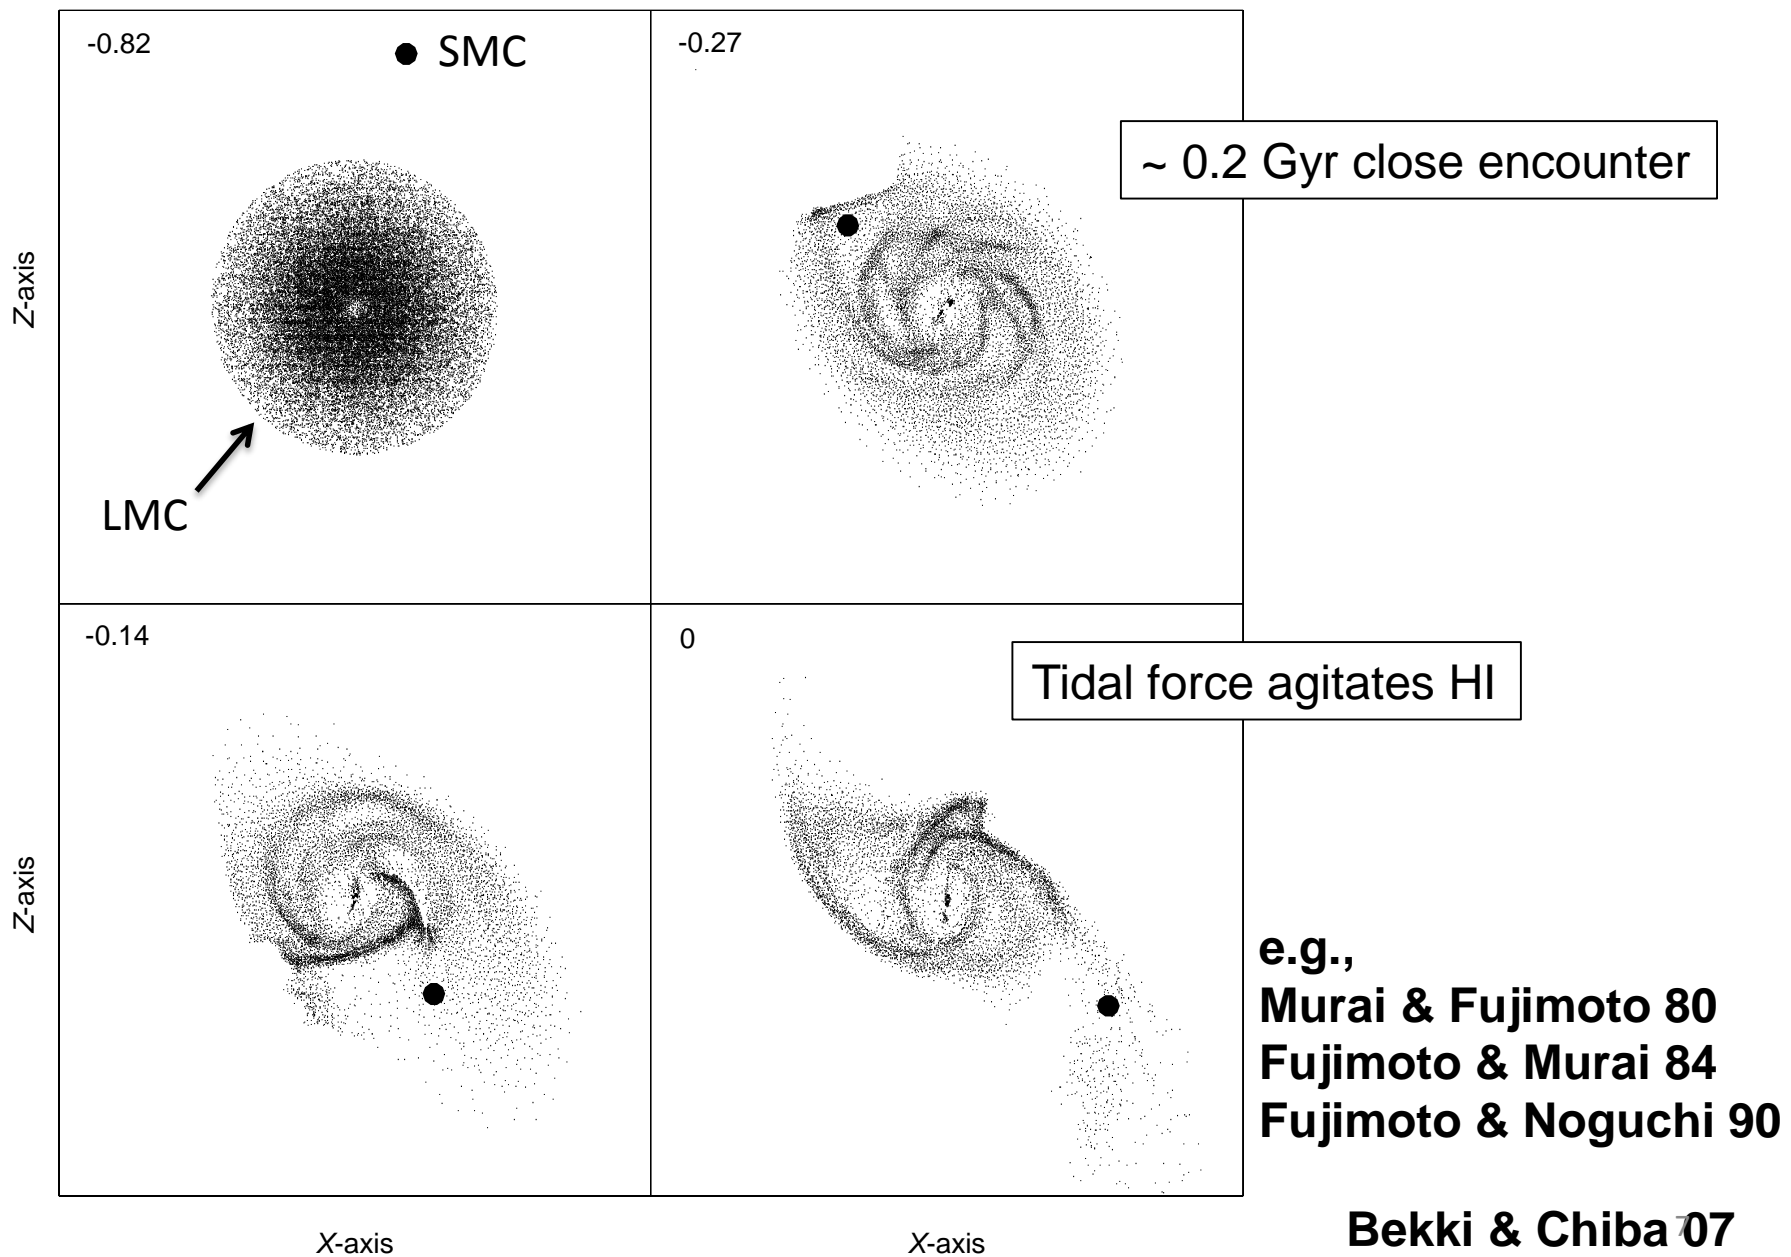 -0.82
SMC
LMC
-0.27
~ 0.2 Gyr close encounter
Z-axis
-0.14
0
Tidal force agitates HI
Z-axis
X-axis
X-axis
e.g.,
Murai & Fujimoto 80
Fujimoto & Murai 84
Fujimoto & Noguchi 90
Bekki & Chiba 07
7